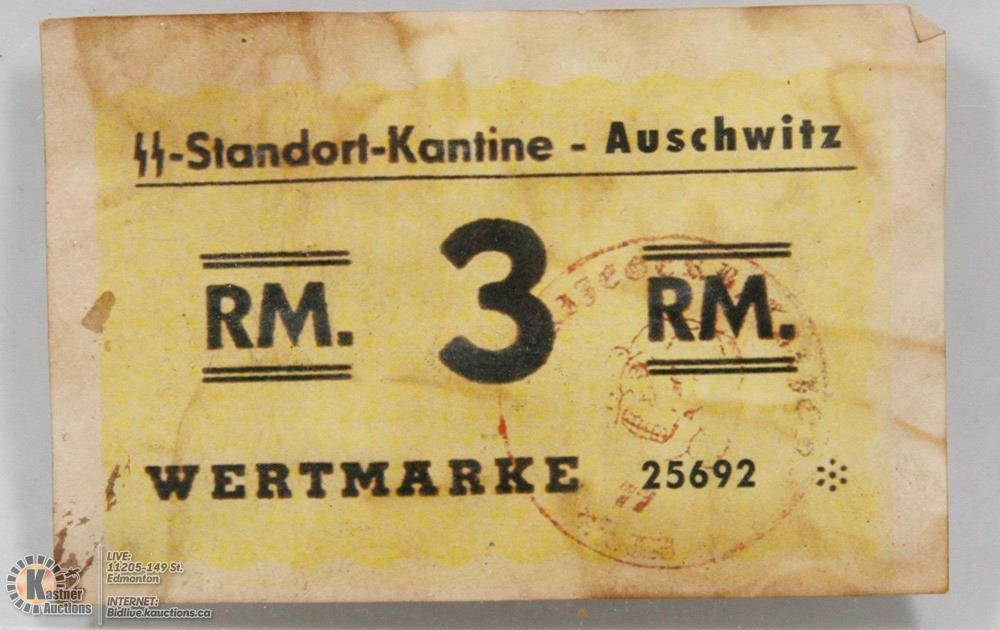 ϟϟ-Standort-Kantine - Auschwitz
RM. 3 RM.
WERTMARKE 25692
Kastner
Auctions
LIVE:
11205-149 St.
Edmonton
INTERNET:
Bidlive.kauctions.ca